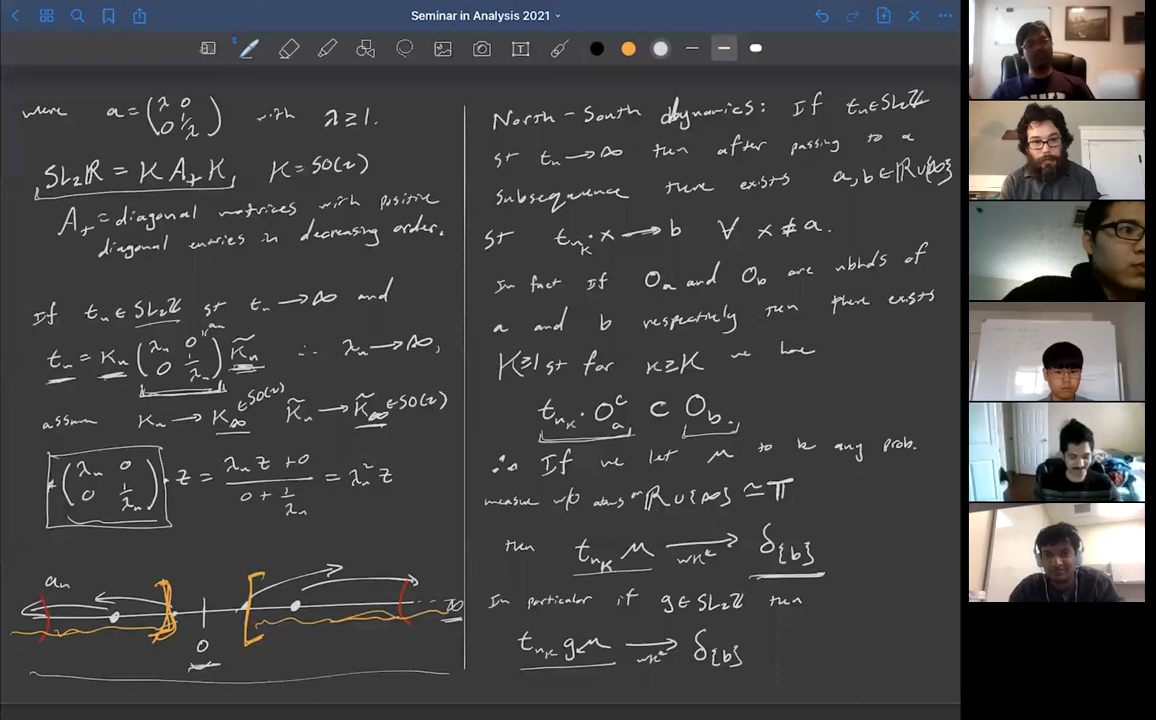 Seminar in Analysis 2021
were a = (λ 0 0 1/λ) with λ ≥ 1.
SL₂ℝ = K A₊ K, K = SO(2)
A₊ = diagonal matrices with positive
diagonal entries in decreasing order.
If tₙ ∈ SL₂ℤ st tₙ → ∞ and
tₙ = Kₙ (λₙ 0 0 1/λₙ) K̃ₙ ∴ λₙ → ∞,
assum Kₙ → K∞ ∈ SO(2) K̃ₙ → K̃∞ ∈ SO(2)
(λₙ 0 0 1/λₙ) · z = (λₙ z + 0)/(0 + 1/λₙ) = λₙ² z
aₙ
0 ∞
North - South dynamics: If tₙ ∈ SL₂ℤ
st tₙ → ∞ then after passing to a
subsequence there exists a, b ∈ ℝ∪{∞}
st tₙₖ · x → b ∀ x ≠ a.
In fact if Oₐ and O_b are nbhds of
a and b respectively then there exists
K ≥ 1 st for k ≥ K we have
tₙₖ · Oₐᶜ ⊂ O_b.
∴ If we let μ to be any prob.
measure w/o atoms on ℝ∪{∞} ≃ 𝕋
then tₙₖ μ → wk* δ{b}
In particular if g ∈ SL₂ℤ then
tₙₖ gμ → wk* δ{b}